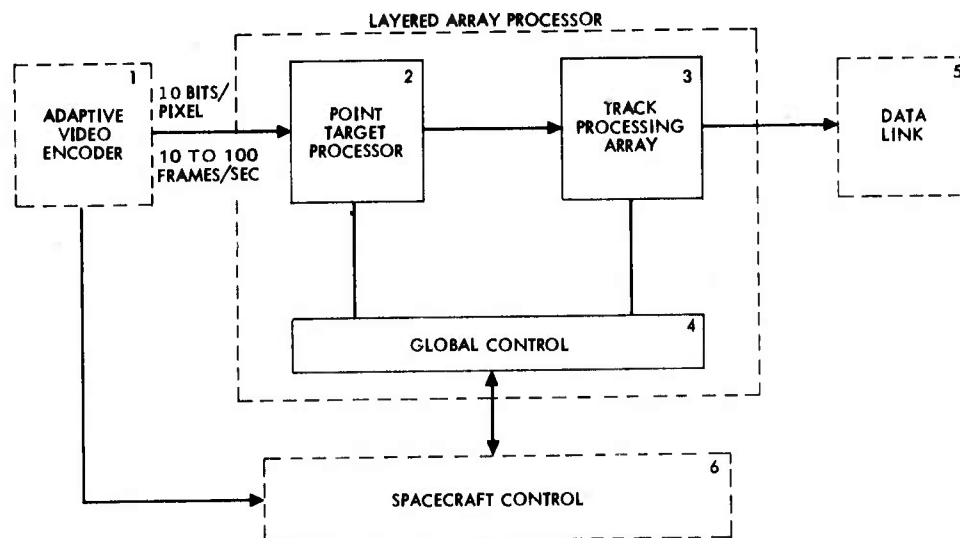 LAYERED ARRAY PROCESSOR
1
ADAPTIVE
VIDEO
ENCODER
10 BITS/
PIXEL
10 TO 100
FRAMES/SEC
2
POINT
TARGET
PROCESSOR
3
TRACK
PROCESSING
ARRAY
5
DATA
LINK
4
GLOBAL CONTROL
6
SPACECRAFT CONTROL